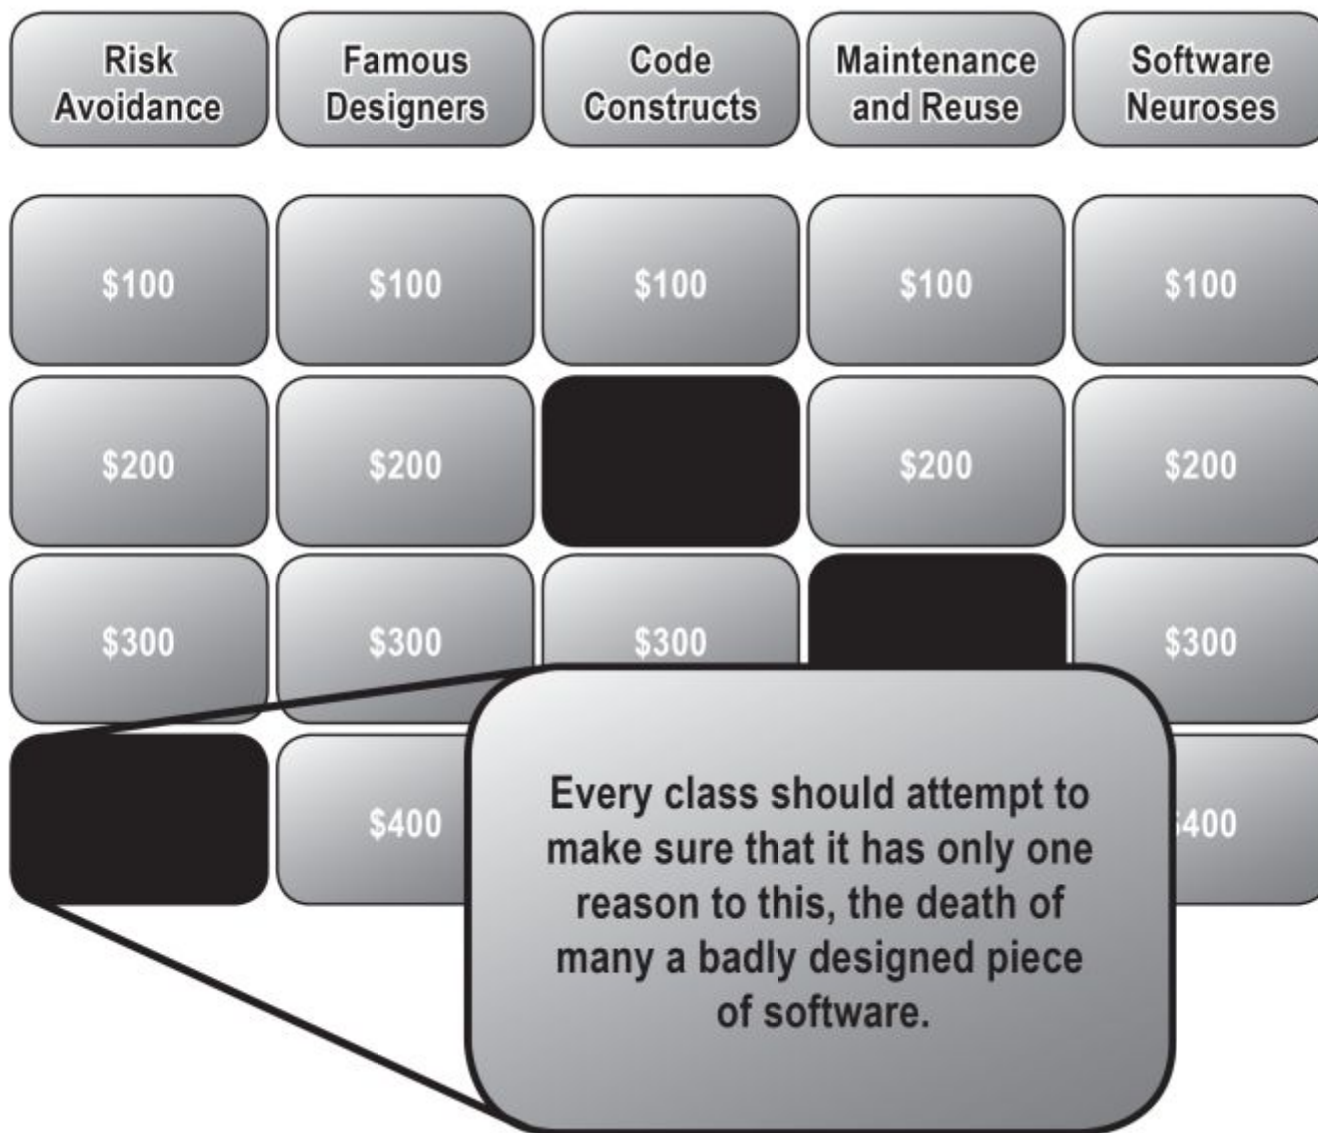 Risk
Avoidance
Famous
Designers
Code
Constructs
Maintenance
and Reuse
Software
Neuroses
$100
$100
$100
$100
$100
$200
$200
$200
$200
$300
$300
$300
$300
$400
$400
Every class should attempt to
make sure that it has only one
reason to this, the death of
many a badly designed piece
of software.